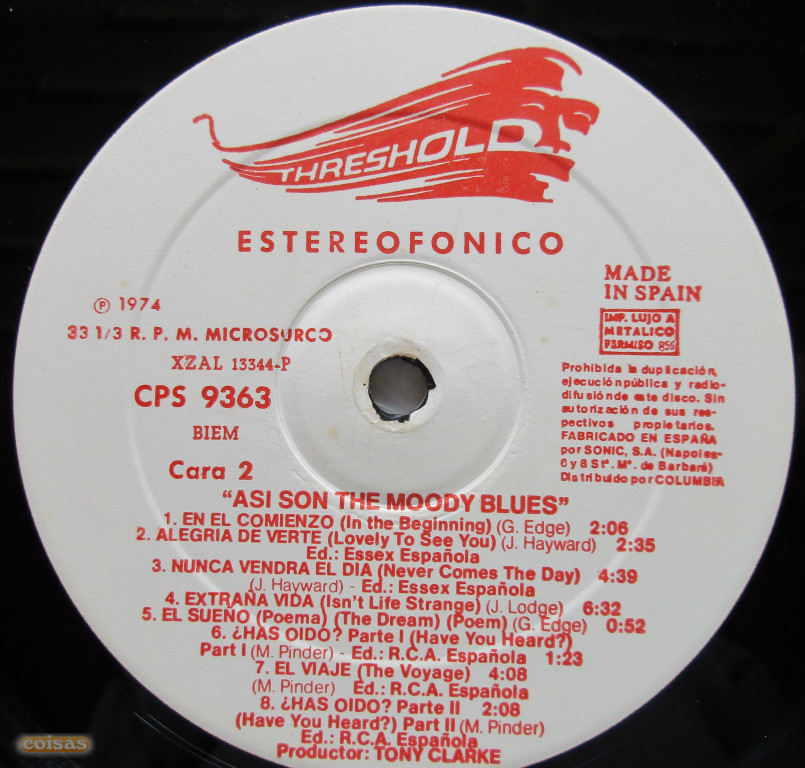 THRESHOLD
ESTEREOFONICO
MADE
IN SPAIN
IMP. LUJO A
METALICO
PERMISO 855
℗ 1974
33 1/3 R. P. M. MICROSURCO
XZAL 13344-P
CPS 9363
BIEM
Cara 2
Prohibida la duplicación,
ejecución pública y radio-
difusión de este disco. Sin
autorización de sus res-
pectivos propietarios.
FABRICADO EN ESPAÑA
por SONIC, S.A. (Napoles-
6 y 8 Stª. Mª. de Barbará)
Distribuido por COLUMBIA
"ASI SON THE MOODY BLUES"
1. EN EL COMIENZO (In the Beginning) (G. Edge) 2:06
2. ALEGRIA DE VERTE (Lovely To See You) (J. Hayward) 2:35
Ed.: Essex Española
3. NUNCA VENDRA EL DIA (Never Comes The Day) 4:39
(J. Hayward) - Ed.: Essex Española
4. EXTRAÑA VIDA (Isn't Life Strange) (J. Lodge) 6:32
5. EL SUEÑO (Poema) (The Dream) (Poem) (G. Edge) 0:52
6. ¿HAS OIDO? Parte I (Have You Heard?)
Part I (M. Pinder) - Ed.: R.C.A. Española 1:23
7. EL VIAJE (The Voyage) 4:08
(M. Pinder) Ed.: R.C.A. Española
8. ¿HAS OIDO? Parte II 2:08
(Have You Heard?) Part II (M. Pinder)
Ed.: R.C.A. Española
Productor: TONY CLARKE
coisas